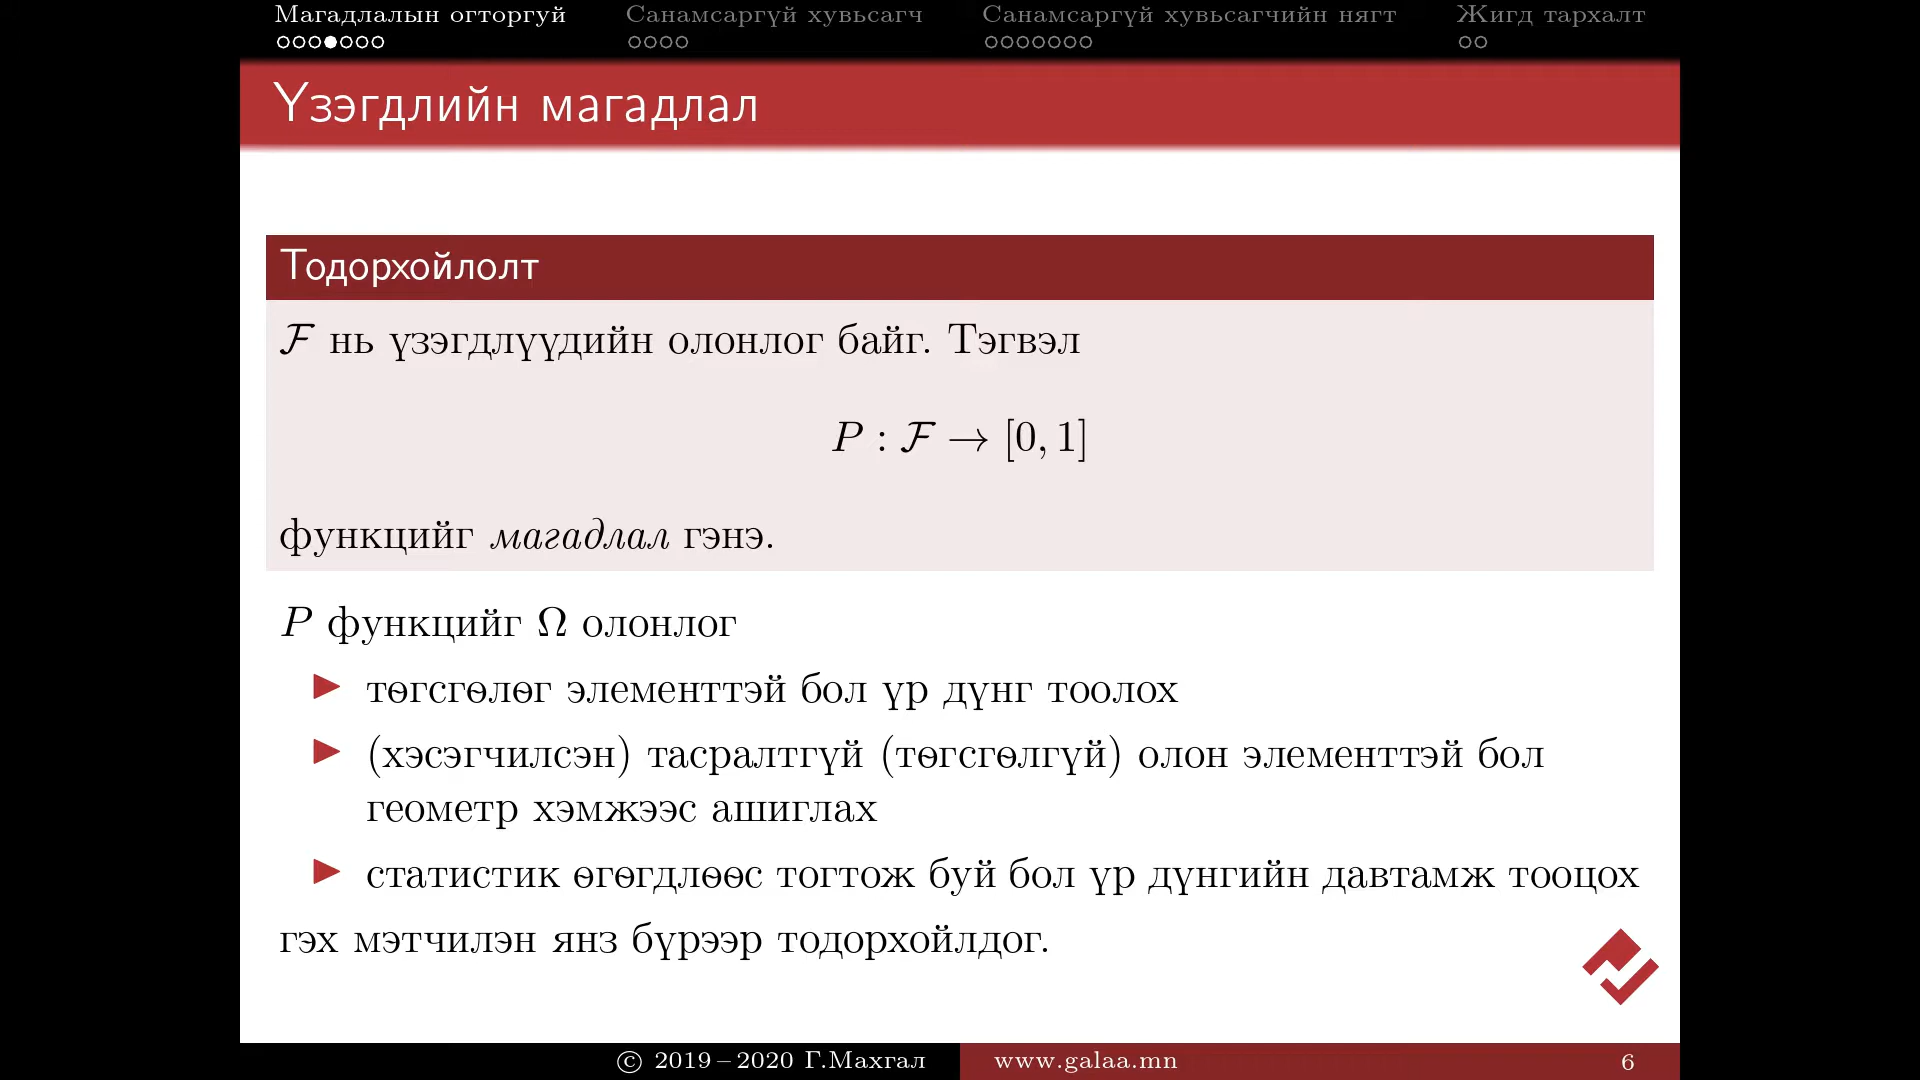 Магадлалын огторгуй Санамсаргүй хувьсагч Санамсаргүй хувьсагчийн нягт Жигд тархалт
Үзэгдлийн магадлал
Тодорхойлолт
ℱ нь үзэгдлүүдийн олонлог байг. Тэгвэл
P : ℱ → [0, 1]
функцийг магадлал гэнэ.
P функцийг Ω олонлог
▶ төгсгөлөг элементтэй бол үр дүнг тоолох
▶ (хэсэгчилсэн) тасралтгүй (төгсгөлгүй) олон элементтэй бол
геометр хэмжээс ашиглах
▶ статистик өгөгдлөөс тогтож буй бол үр дүнгийн давтамж тооцох
гэх мэтчилэн янз бүрээр тодорхойлдог.
© 2019 – 2020 Г.Махгал www.galaa.mn 6